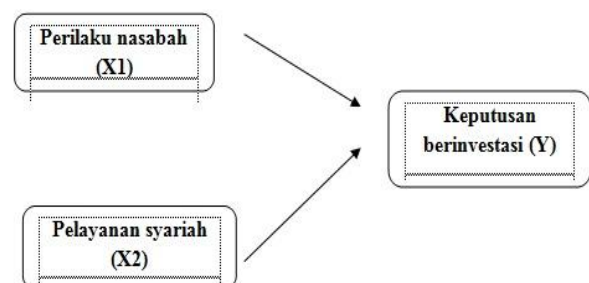 Perilaku nasabah
(X1)
Keputusan
berinvestasi (Y)
Pelayanan syariah
(X2)